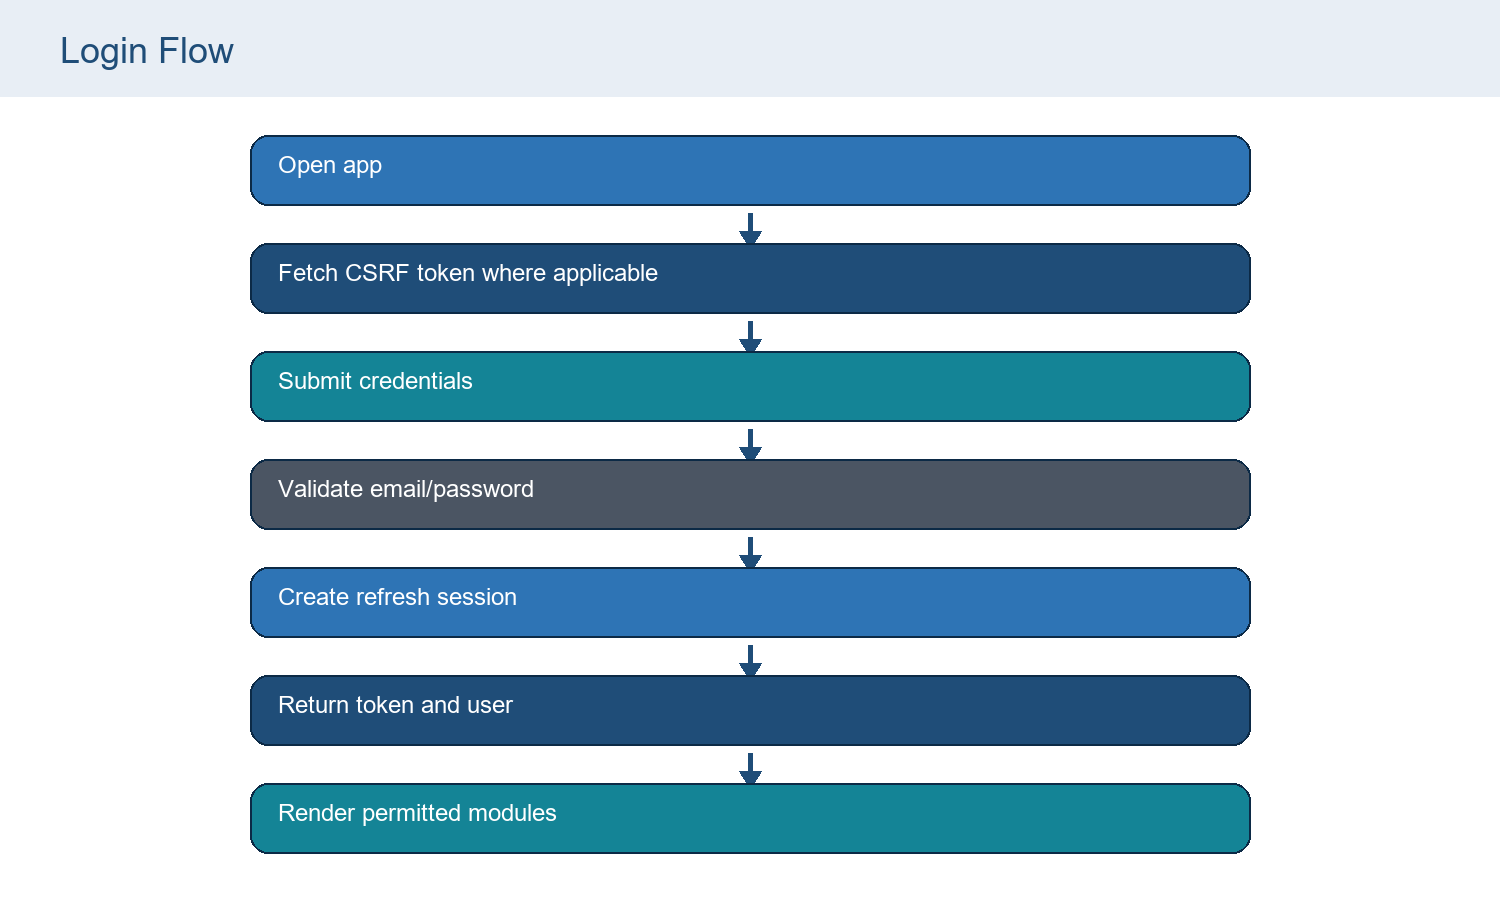 Login Flow
Open app
Fetch CSRF token where applicable
Submit credentials
Validate email/password
Create refresh session
Return token and user
Render permitted modules